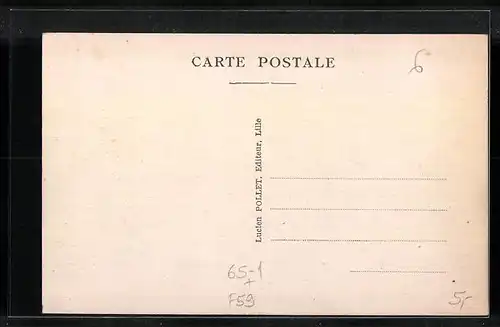 CARTE POSTALE
6
Lucien POLLET, Editeur, Lille
65-1
+
F59
5,-